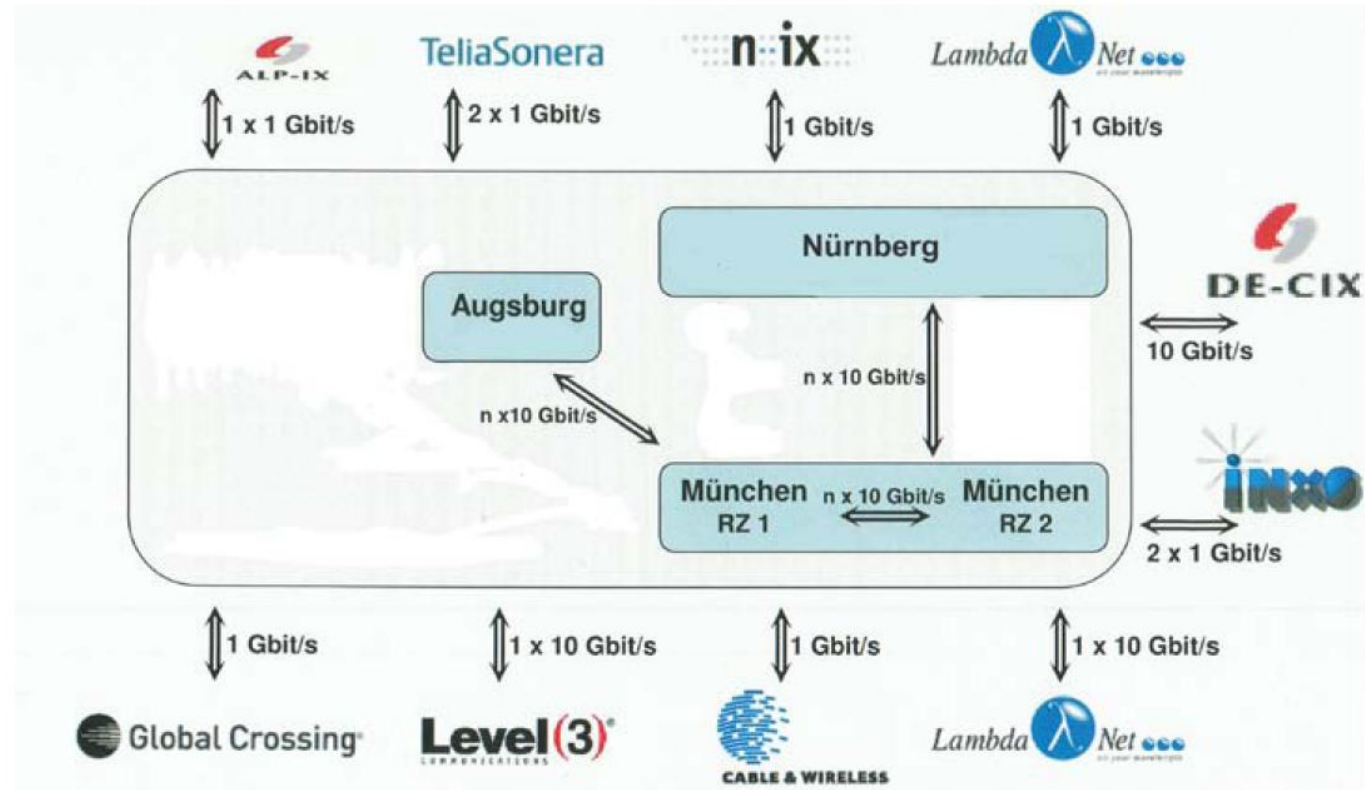 ALP-IX
TeliaSonera
n-ix
Lambda λ Net
1 x 1 Gbit/s
2 x 1 Gbit/s
1 Gbit/s
1 Gbit/s
Nürnberg
Augsburg
DE-CIX
10 Gbit/s
n x 10 Gbit/s
n x10 Gbit/s
München
RZ 1
n x 10 Gbit/s
München
RZ 2
inxo
2 x 1 Gbit/s
1 Gbit/s
1 x 10 Gbit/s
1 Gbit/s
1 x 10 Gbit/s
Global Crossing
Level(3)®
COMMUNICATIONS
CABLE & WIRELESS
Lambda λ Net